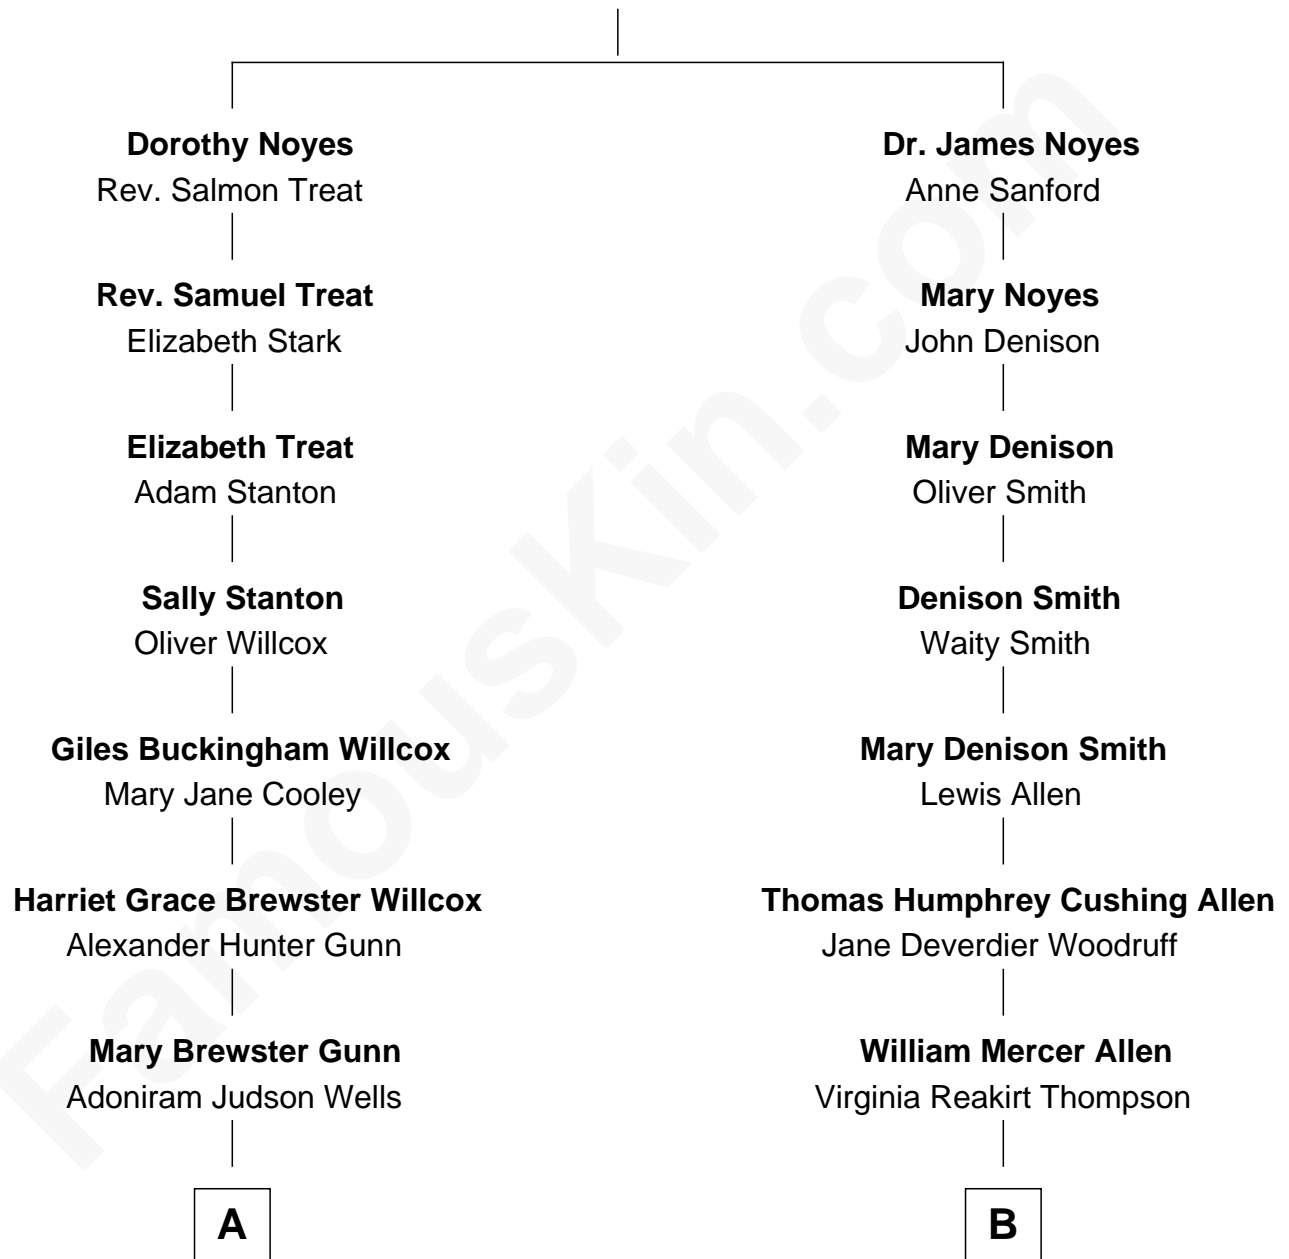 Dorothy Noyes
Rev. Salmon Treat
Rev. Samuel Treat
Elizabeth Stark
Elizabeth Treat
Adam Stanton
Sally Stanton
Oliver Willcox
Giles Buckingham Willcox
Mary Jane Cooley
Harriet Grace Brewster Willcox
Alexander Hunter Gunn
Mary Brewster Gunn
Adoniram Judson Wells
A
Dr. James Noyes
Anne Sanford
Mary Noyes
John Denison
Mary Denison
Oliver Smith
Denison Smith
Waity Smith
Mary Denison Smith
Lewis Allen
Thomas Humphrey Cushing Allen
Jane Deverdier Woodruff
William Mercer Allen
Virginia Reakirt Thompson
B
FamousKin.com